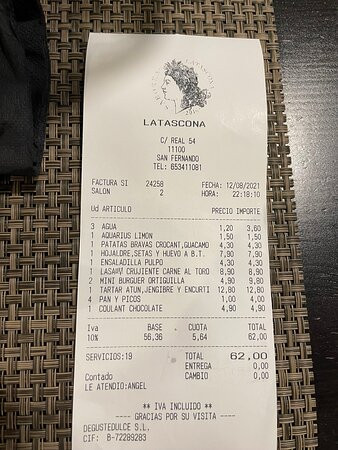 LATASCONA
C/ REAL 54
11100
SAN FERNANDO
TEL: 653411081
FACTURA SI 24258 FECHA: 12/08/2021
SALON 2 HORA: 22:18:10
Ud ARTICULO PRECIO IMPORTE
3 AGUA 1,20 3,60
1 AQUARIUS LIMON 1,50 1,50
1 PATATAS BRAVAS CROCANT,GUACAMO 4,30 4,30
1 HOJALDRE,SETAS Y HUEVO A B.T. 7,90 7,90
1 ENSALADILLA PULPO 4,30 4,30
1 CRUJIENTE CARNE AL TORO 8,90 8,90
2 MINI BURGUER ORTIGUILLA 4,90 9,80
1 TARTAR ATUN,JENGIBRE Y ENCURTI 12,80 12,80
4 PAN Y PICOS 1,00 4,00
1 COULANT CHOCOLATE 4,90 4,90
Iva BASE CUOTA TOTAL
10% 56,36 5,64 62,00
SERVICIOS:19 TOTAL 62,00
ENTREGA 0,00
Contado CAMBIO 0,00
LE ATENDIO:ANGEL
** IVA INCLUIDO **
---- GRACIAS POR SU VISITA ----
DEGUSTEDULCE S.L.
CIF: B-72289283